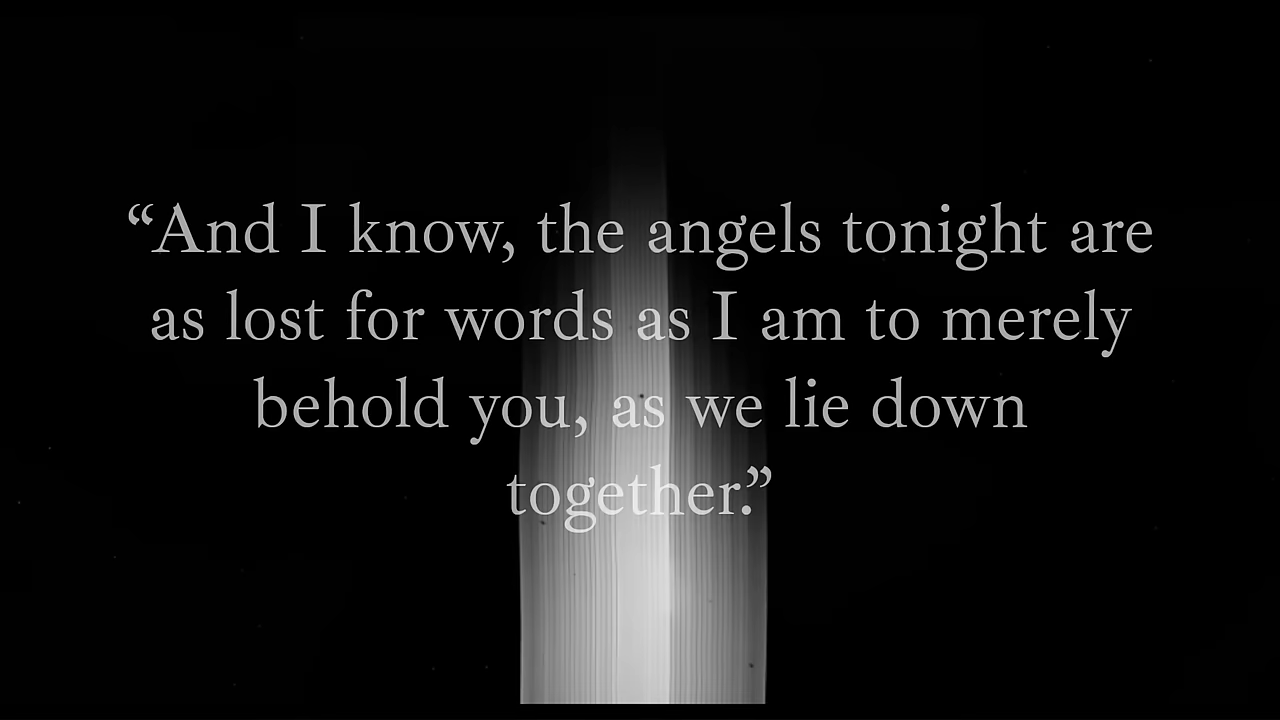 “And I know, the angels tonight are
as lost for words as I am to merely
behold you, as we lie down
together.”